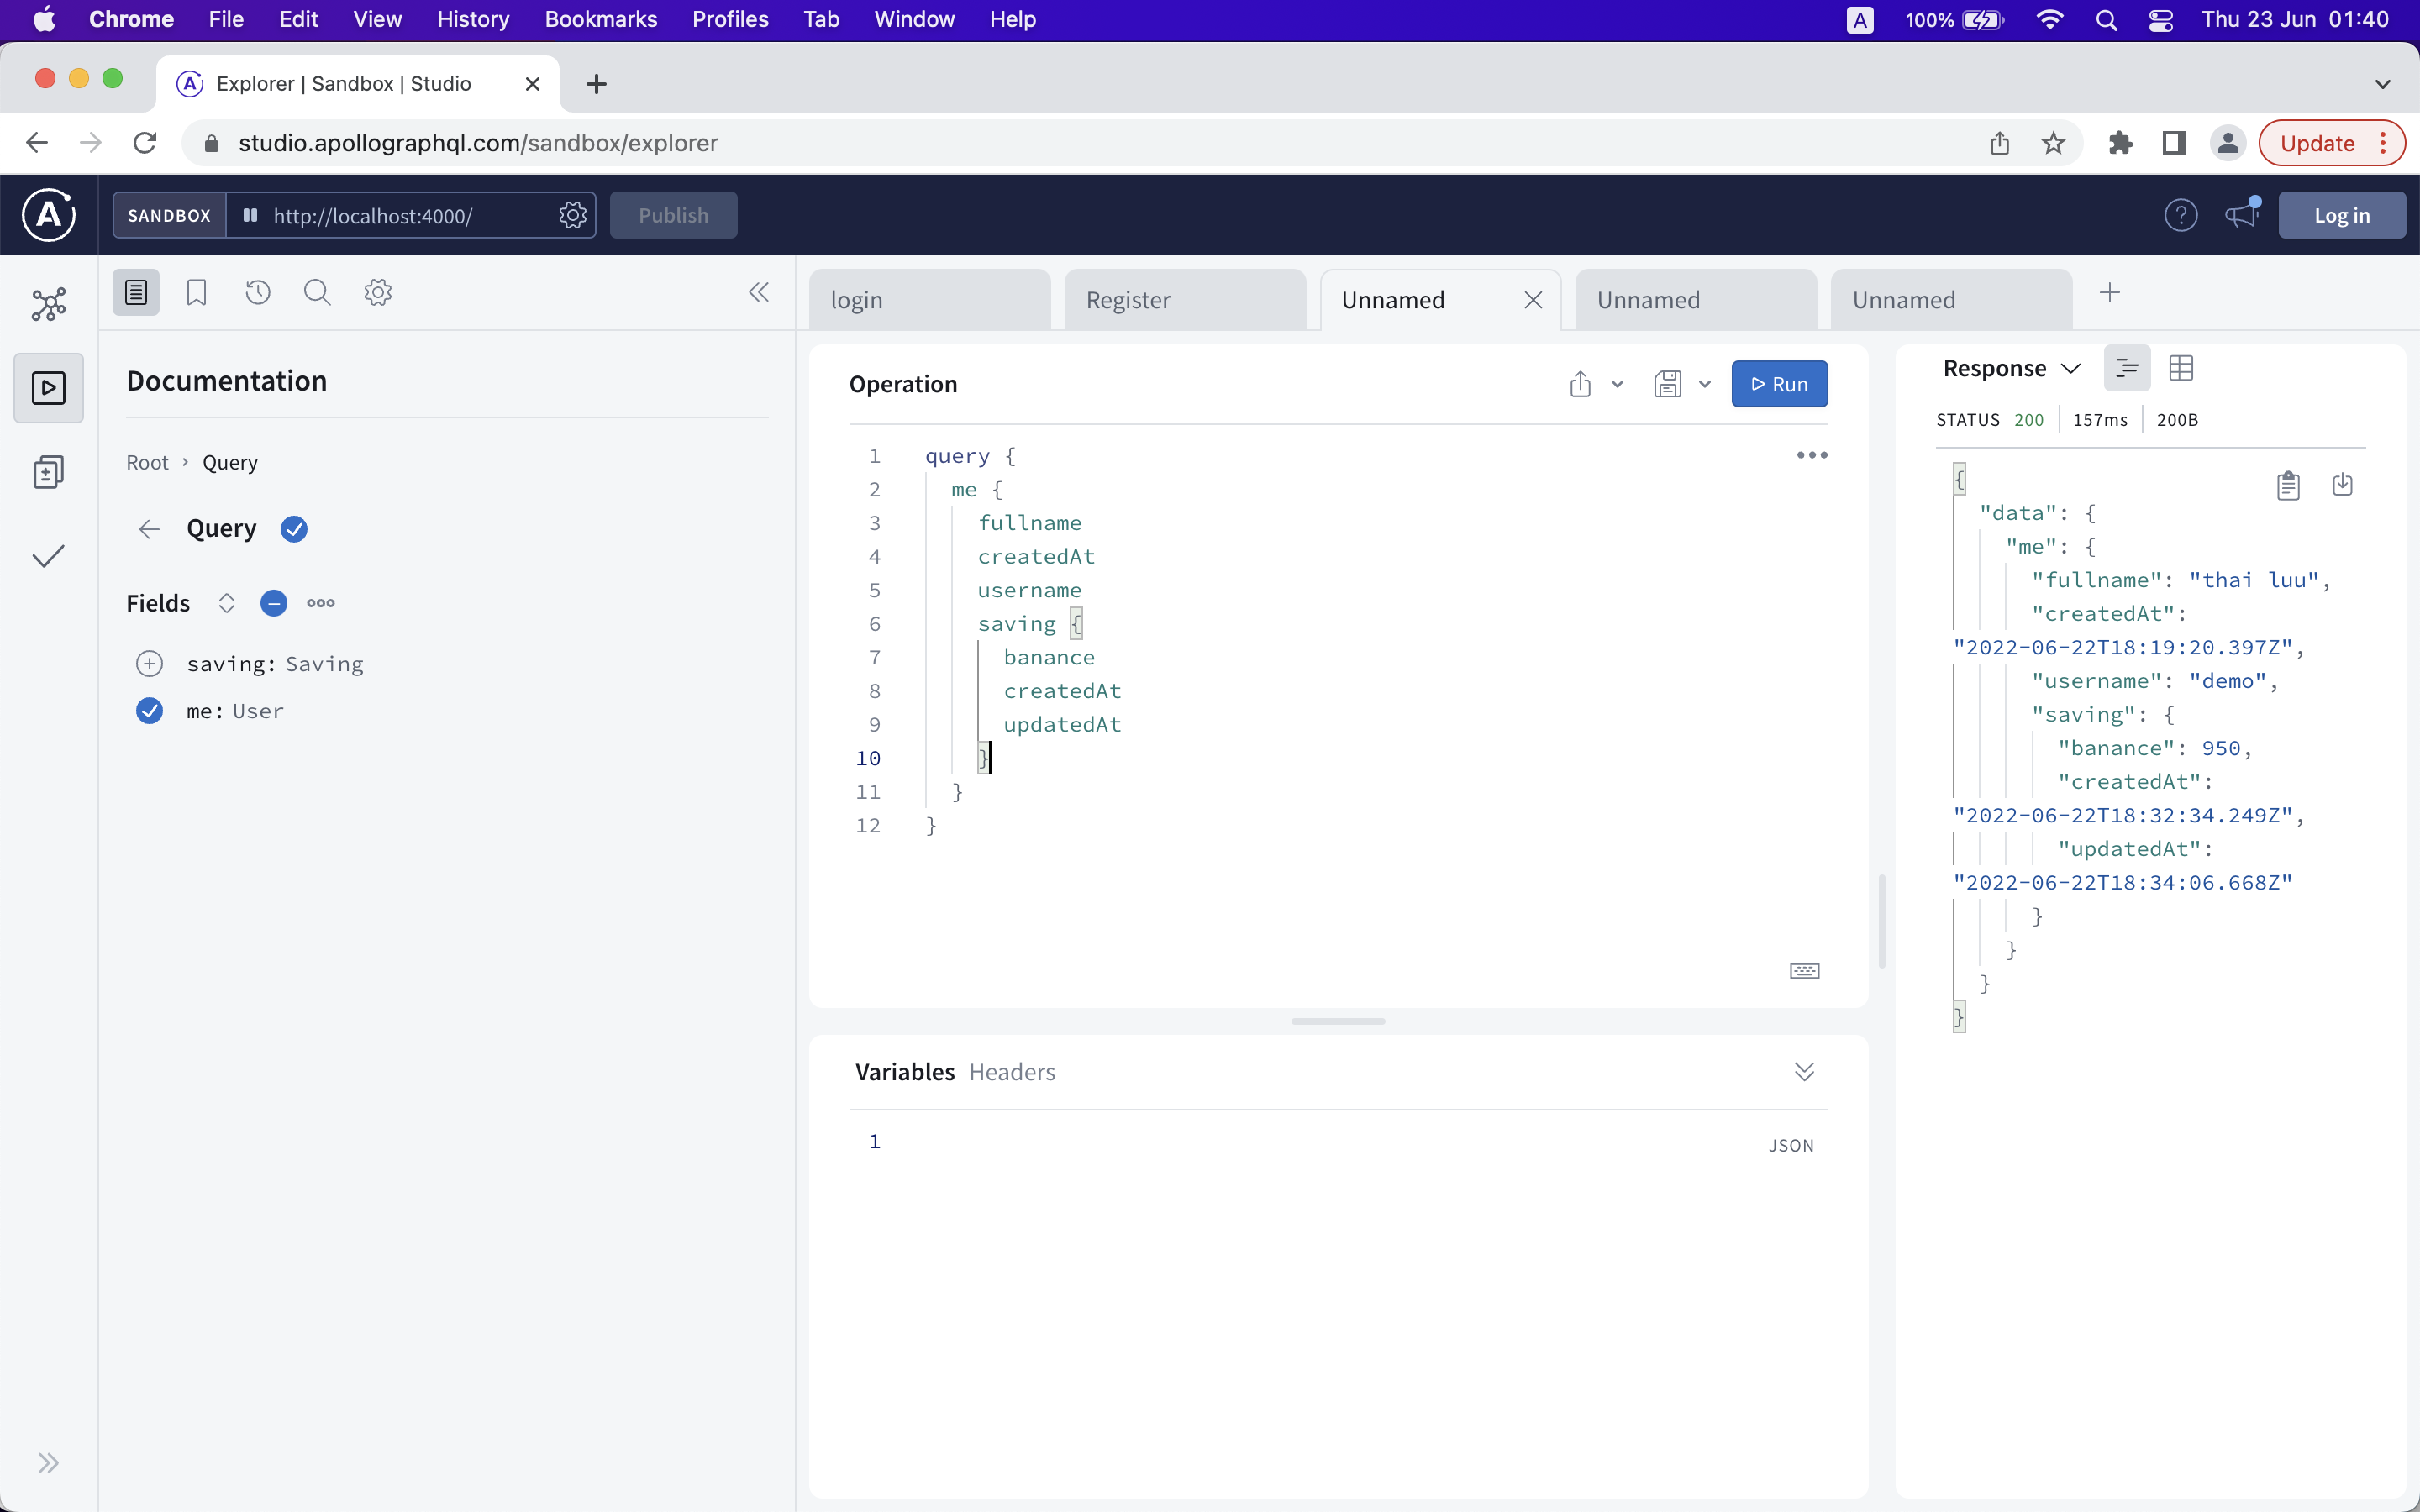 Chrome File Edit View History Bookmarks Profiles Tab Window Help A 100% Thu 23 Jun 01:40
Explorer | Sandbox | Studio
studio.apollographql.com/sandbox/explorer
Update
SANDBOX http://localhost:4000/ Publish
Log in
login Register Unnamed Unnamed Unnamed
Documentation
Root › Query
Query
Fields
saving: Saving
me: User
Operation
Run
1 query {
2 me {
3 fullname
4 createdAt
5 username
6 saving {
7 banance
8 createdAt
9 updatedAt
10 }
11 }
12 }
Variables Headers
1
JSON
Response
STATUS 200 157ms 200B
{
"data": {
"me": {
"fullname": "thai luu",
"createdAt":
"2022-06-22T18:19:20.397Z",
"username": "demo",
"saving": {
"banance": 950,
"createdAt":
"2022-06-22T18:32:34.249Z",
"updatedAt":
"2022-06-22T18:34:06.668Z"
}
}
}
}